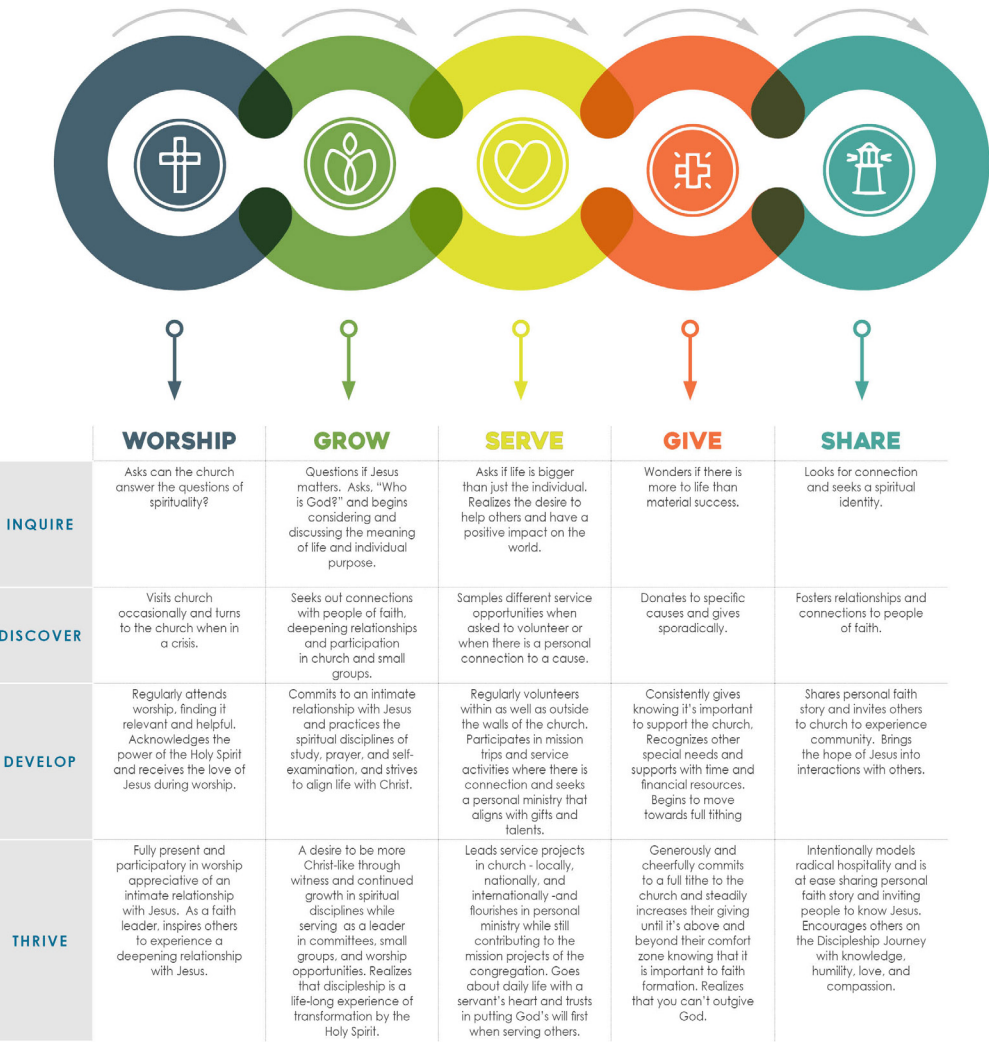 WORSHIP
GROW
SERVE
GIVE
SHARE
INQUIRE
Asks can the church
answer the questions of
spirituality?
Questions if Jesus
matters. Asks, "Who
is God?" and begins
considering and
discussing the meaning
of life and individual
purpose.
Asks if life is bigger
than just the individual.
Realizes the desire to
help others and have a
positive impact on the
world.
Wonders if there is
more to life than
material success.
Looks for connection
and seeks a spiritual
identity.
DISCOVER
Visits church
occasionally and turns
to the church when in
a crisis.
Seeks out connections
with people of faith,
deepening relationships
and participation
in church and small
groups.
Samples different service
opportunities when
asked to volunteer or
when there is a personal
connection to a cause.
Donates to specific
causes and gives
sporadically.
Fosters relationships and
connections to people
of faith.
DEVELOP
Regularly attends
worship, finding it
relevant and helpful.
Acknowledges the
power of the Holy Spirit
and receives the love of
Jesus during worship.
Commits to an intimate
relationship with Jesus
and practices the
spiritual disciplines of
study, prayer, and self-
examination, and strives
to align life with Christ.
Regularly volunteers
within as well as outside
the walls of the church.
Participates in mission
trips and service
activities where there is
connection and seeks
a personal ministry that
aligns with gifts and
talents.
Consistently gives
knowing it's important
to support the church.
Recognizes other
special needs and
supports with time and
financial resources.
Begins to move
towards full tithing
Shares personal faith
story and invites others
to church to experience
community. Brings
the hope of Jesus into
interactions with others.
THRIVE
Fully present and
participatory in worship
appreciative of an
intimate relationship
with Jesus. As a faith
leader, inspires others
to experience a
deepening relationship
with Jesus.
A desire to be more
Christ-like through
witness and continued
growth in spiritual
disciplines while
serving as a leader
in committees, small
groups, and worship
opportunities. Realizes
that discipleship is a
life-long experience of
transformation by the
Holy Spirit.
Leads service projects
in church - locally,
nationally, and
internationally -and
flourishes in personal
ministry while still
contributing to the
mission projects of the
congregation. Goes
about daily life with a
servant's heart and trusts
in putting God's will first
when serving others.
Generously and
cheerfully commits
to a full tithe to the
church and steadily
increases their giving
until it's above and
beyond their comfort
zone knowing that it
is important to faith
formation. Realizes
that you can't outgive
God.
Intentionally models
radical hospitality and is
at ease sharing personal
faith story and inviting
people to know Jesus.
Encourages others on
the Discipleship Journey
with knowledge,
humility, love, and
compassion.